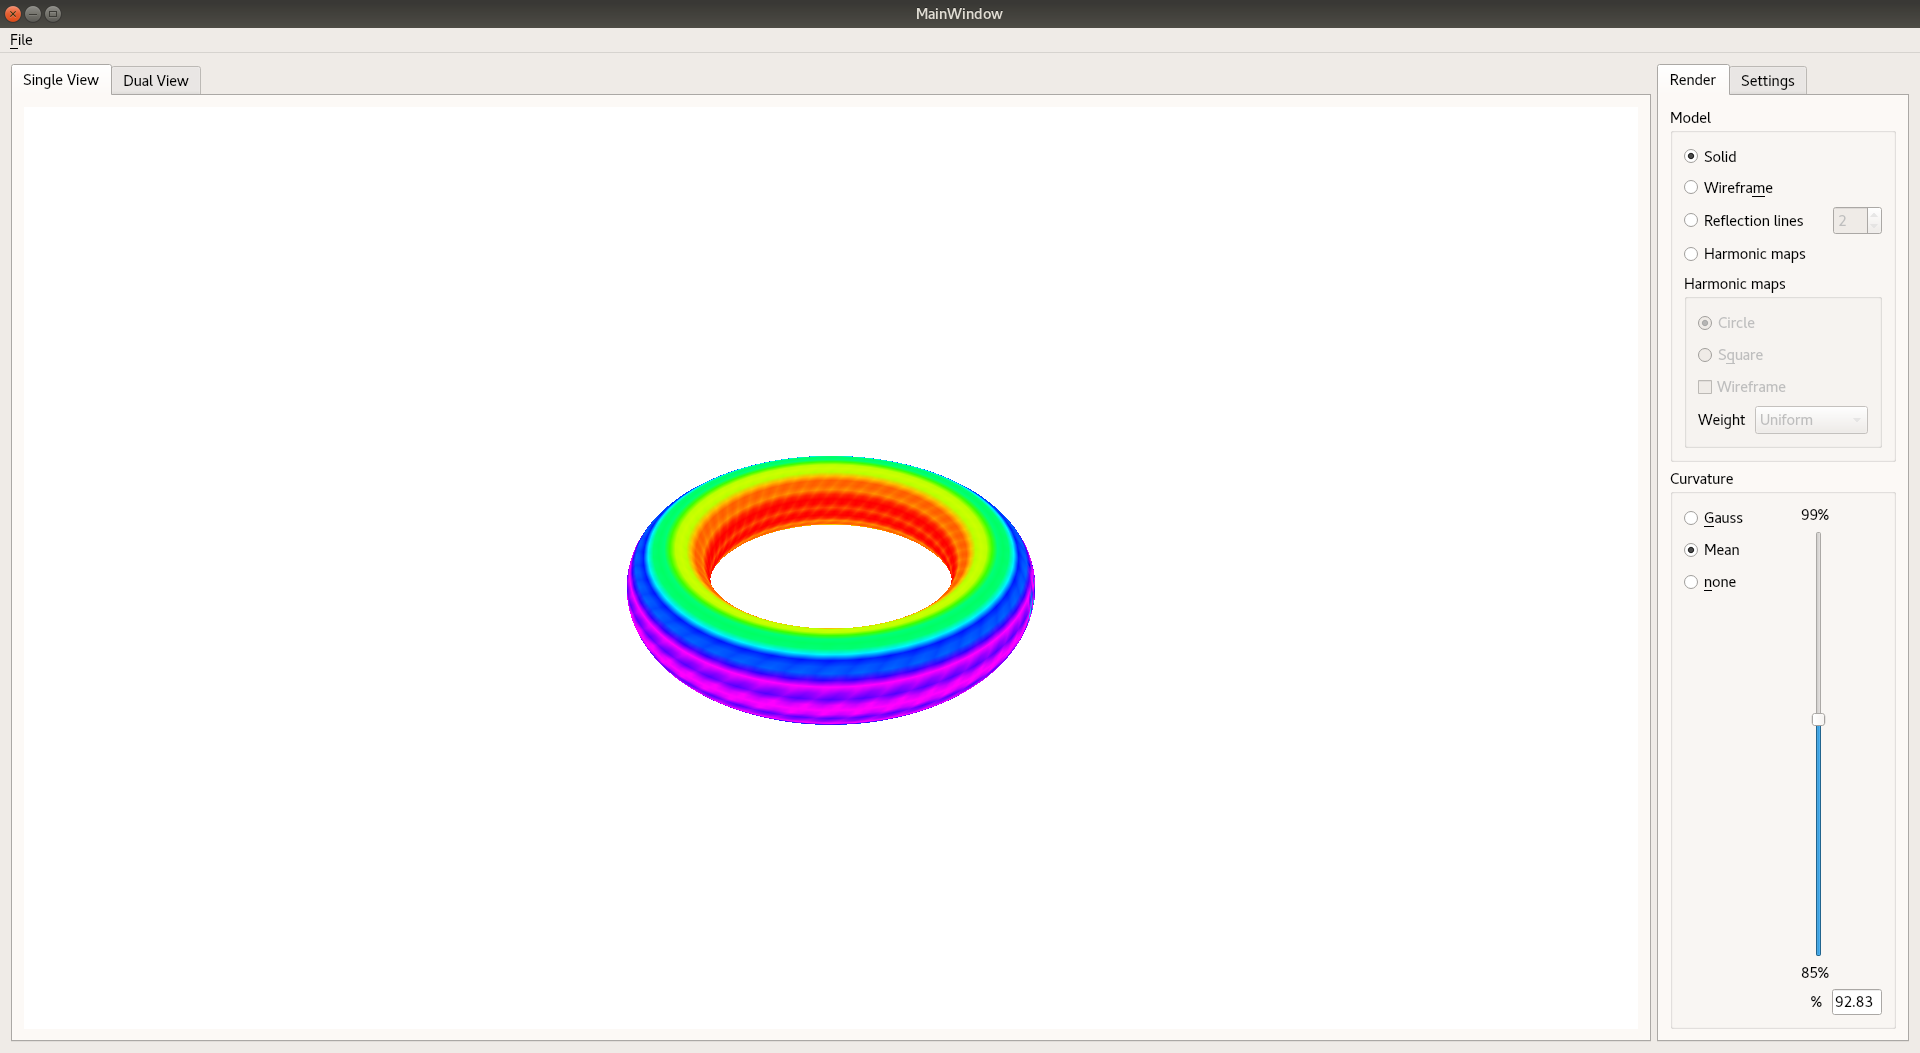 MainWindow
File
Single View
Dual View
Render
Settings
Model
Solid
Wireframe
Reflection lines
2
Harmonic maps
Harmonic maps
Circle
Square
Wireframe
Weight
Uniform
Curvature
Gauss
99%
Mean
none
85%
%
92.83